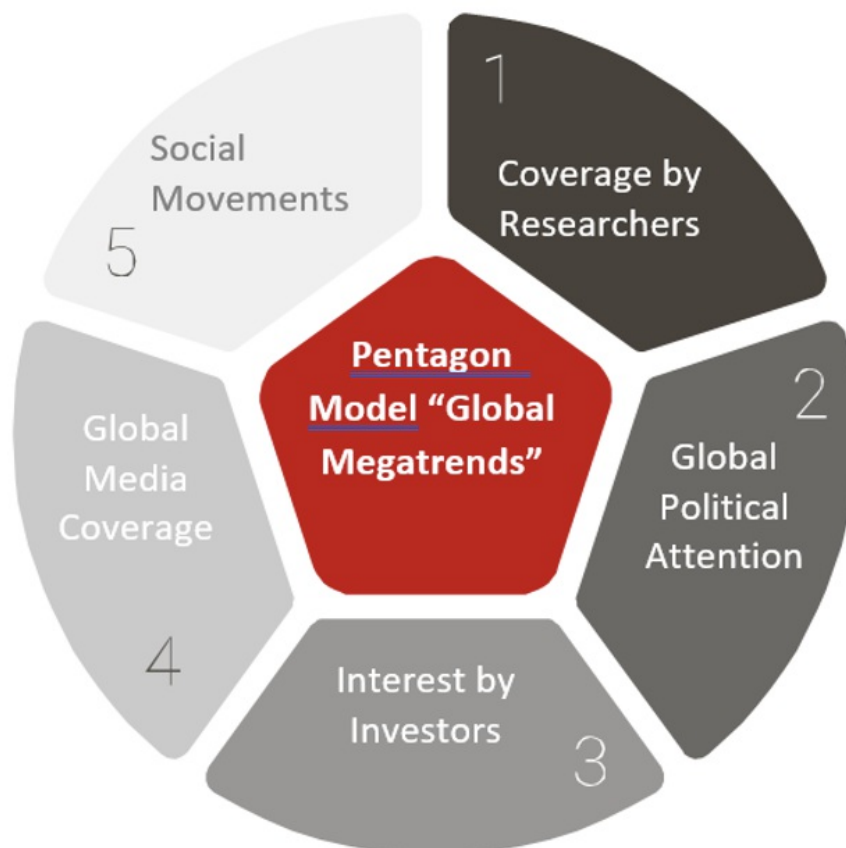 Pentagon
Model “Global
Megatrends”
1
Coverage by
Researchers
2
Global
Political
Attention
Interest by
Investors
3
Global
Media
Coverage
4
Social
Movements
5